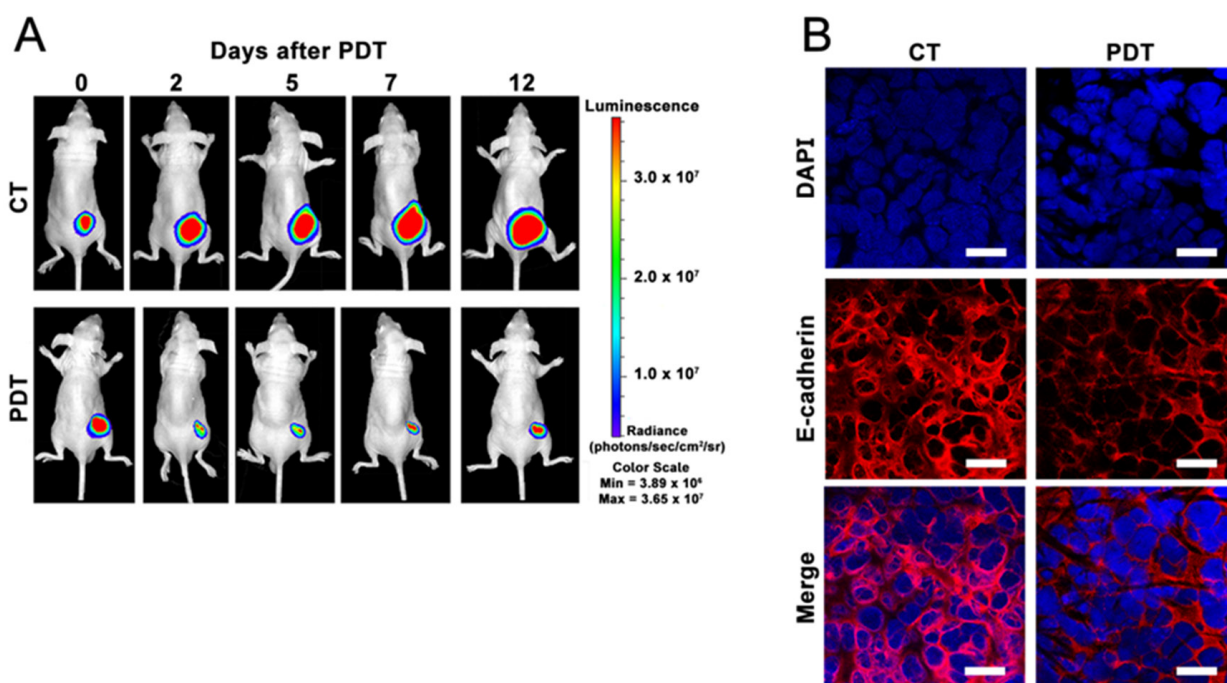 A
Days after PDT
0 2 5 7 12
CT
PDT
Luminescence
3.0 x 10⁷
2.0 x 10⁷
1.0 x 10⁷
Radiance
(photons/sec/cm²/sr)
Color Scale
Min = 3.89 x 10⁶
Max = 3.65 x 10⁷
B
CT PDT
DAPI
E-cadherin
Merge